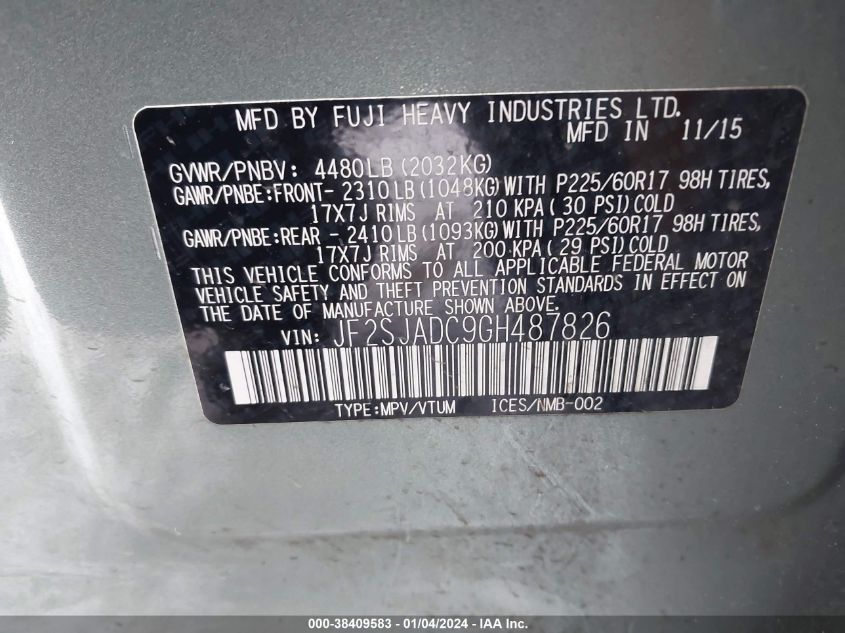 MFD BY FUJI HEAVY INDUSTRIES LTD.
MFD IN 11/15
GVWR/PNBV: 4480LB (2032KG)
GAWR/PNBE:FRONT- 2310LB (1048KG) WITH P225/60R17 98H TIRES,
17X7J RIMS AT 210 KPA ( 30 PSI) COLD
GAWR/PNBE:REAR - 2410LB (1093KG) WITH P225/60R17 98H TIRES,
17X7J RIMS AT 200 KPA ( 29 PSI) COLD
THIS VEHICLE CONFORMS TO ALL APPLICABLE FEDERAL MOTOR
VEHICLE SAFETY AND THEFT PREVENTION STANDARDS IN EFFECT ON
THE DATE OF MANUFACTURE SHOWN ABOVE.
VIN: JF2SJADC9GH487826
TYPE:MPV/VTUM ICES/NMB-002
000-38409583 - 01/04/2024 - IAA, Inc.